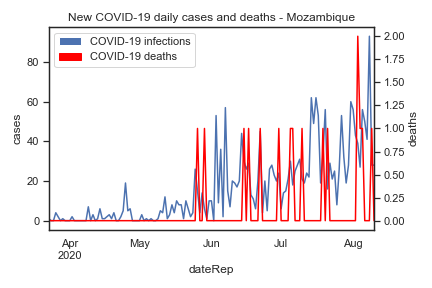 New COVID-19 daily cases and deaths - Mozambique
COVID-19 infections
COVID-19 deaths
cases
80
60
40
20
0
deaths
2.00
1.75
1.50
1.25
1.00
0.75
0.50
0.25
0.00
Apr
2020
May
Jun
Jul
Aug
dateRep